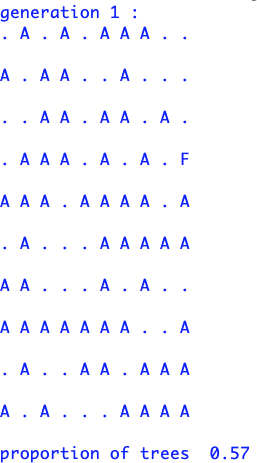 generation 1 :
. A . A . A A A . .
A . A A . . A . . .
. . A A . A A . A .
. A A A . A . A . F
A A A . A A A A . A
. A . . . A A A A A
A A . . . A . A . .
A A A A A A A . . A
. A . . A A . A A A
A . A . . . A A A A
proportion of trees  0.57